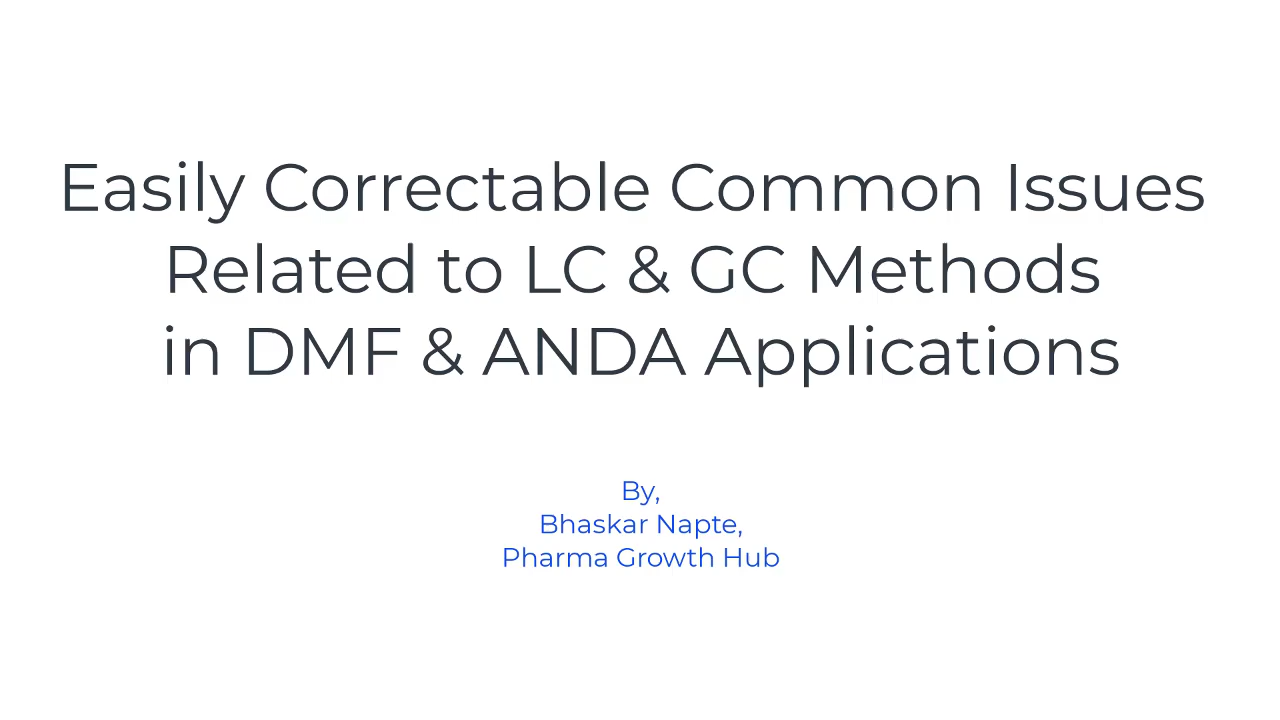 Easily Correctable Common Issues
Related to LC & GC Methods
in DMF & ANDA Applications
By,
Bhaskar Napte,
Pharma Growth Hub